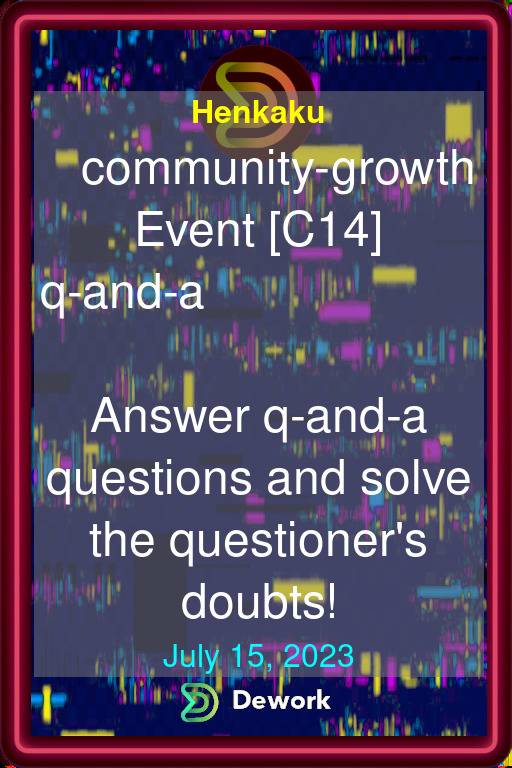 Henkaku
community-growth
Event [C14]
q-and-a
Answer q-and-a
questions and solve
the questioner's
doubts!
July 15, 2023
Dework